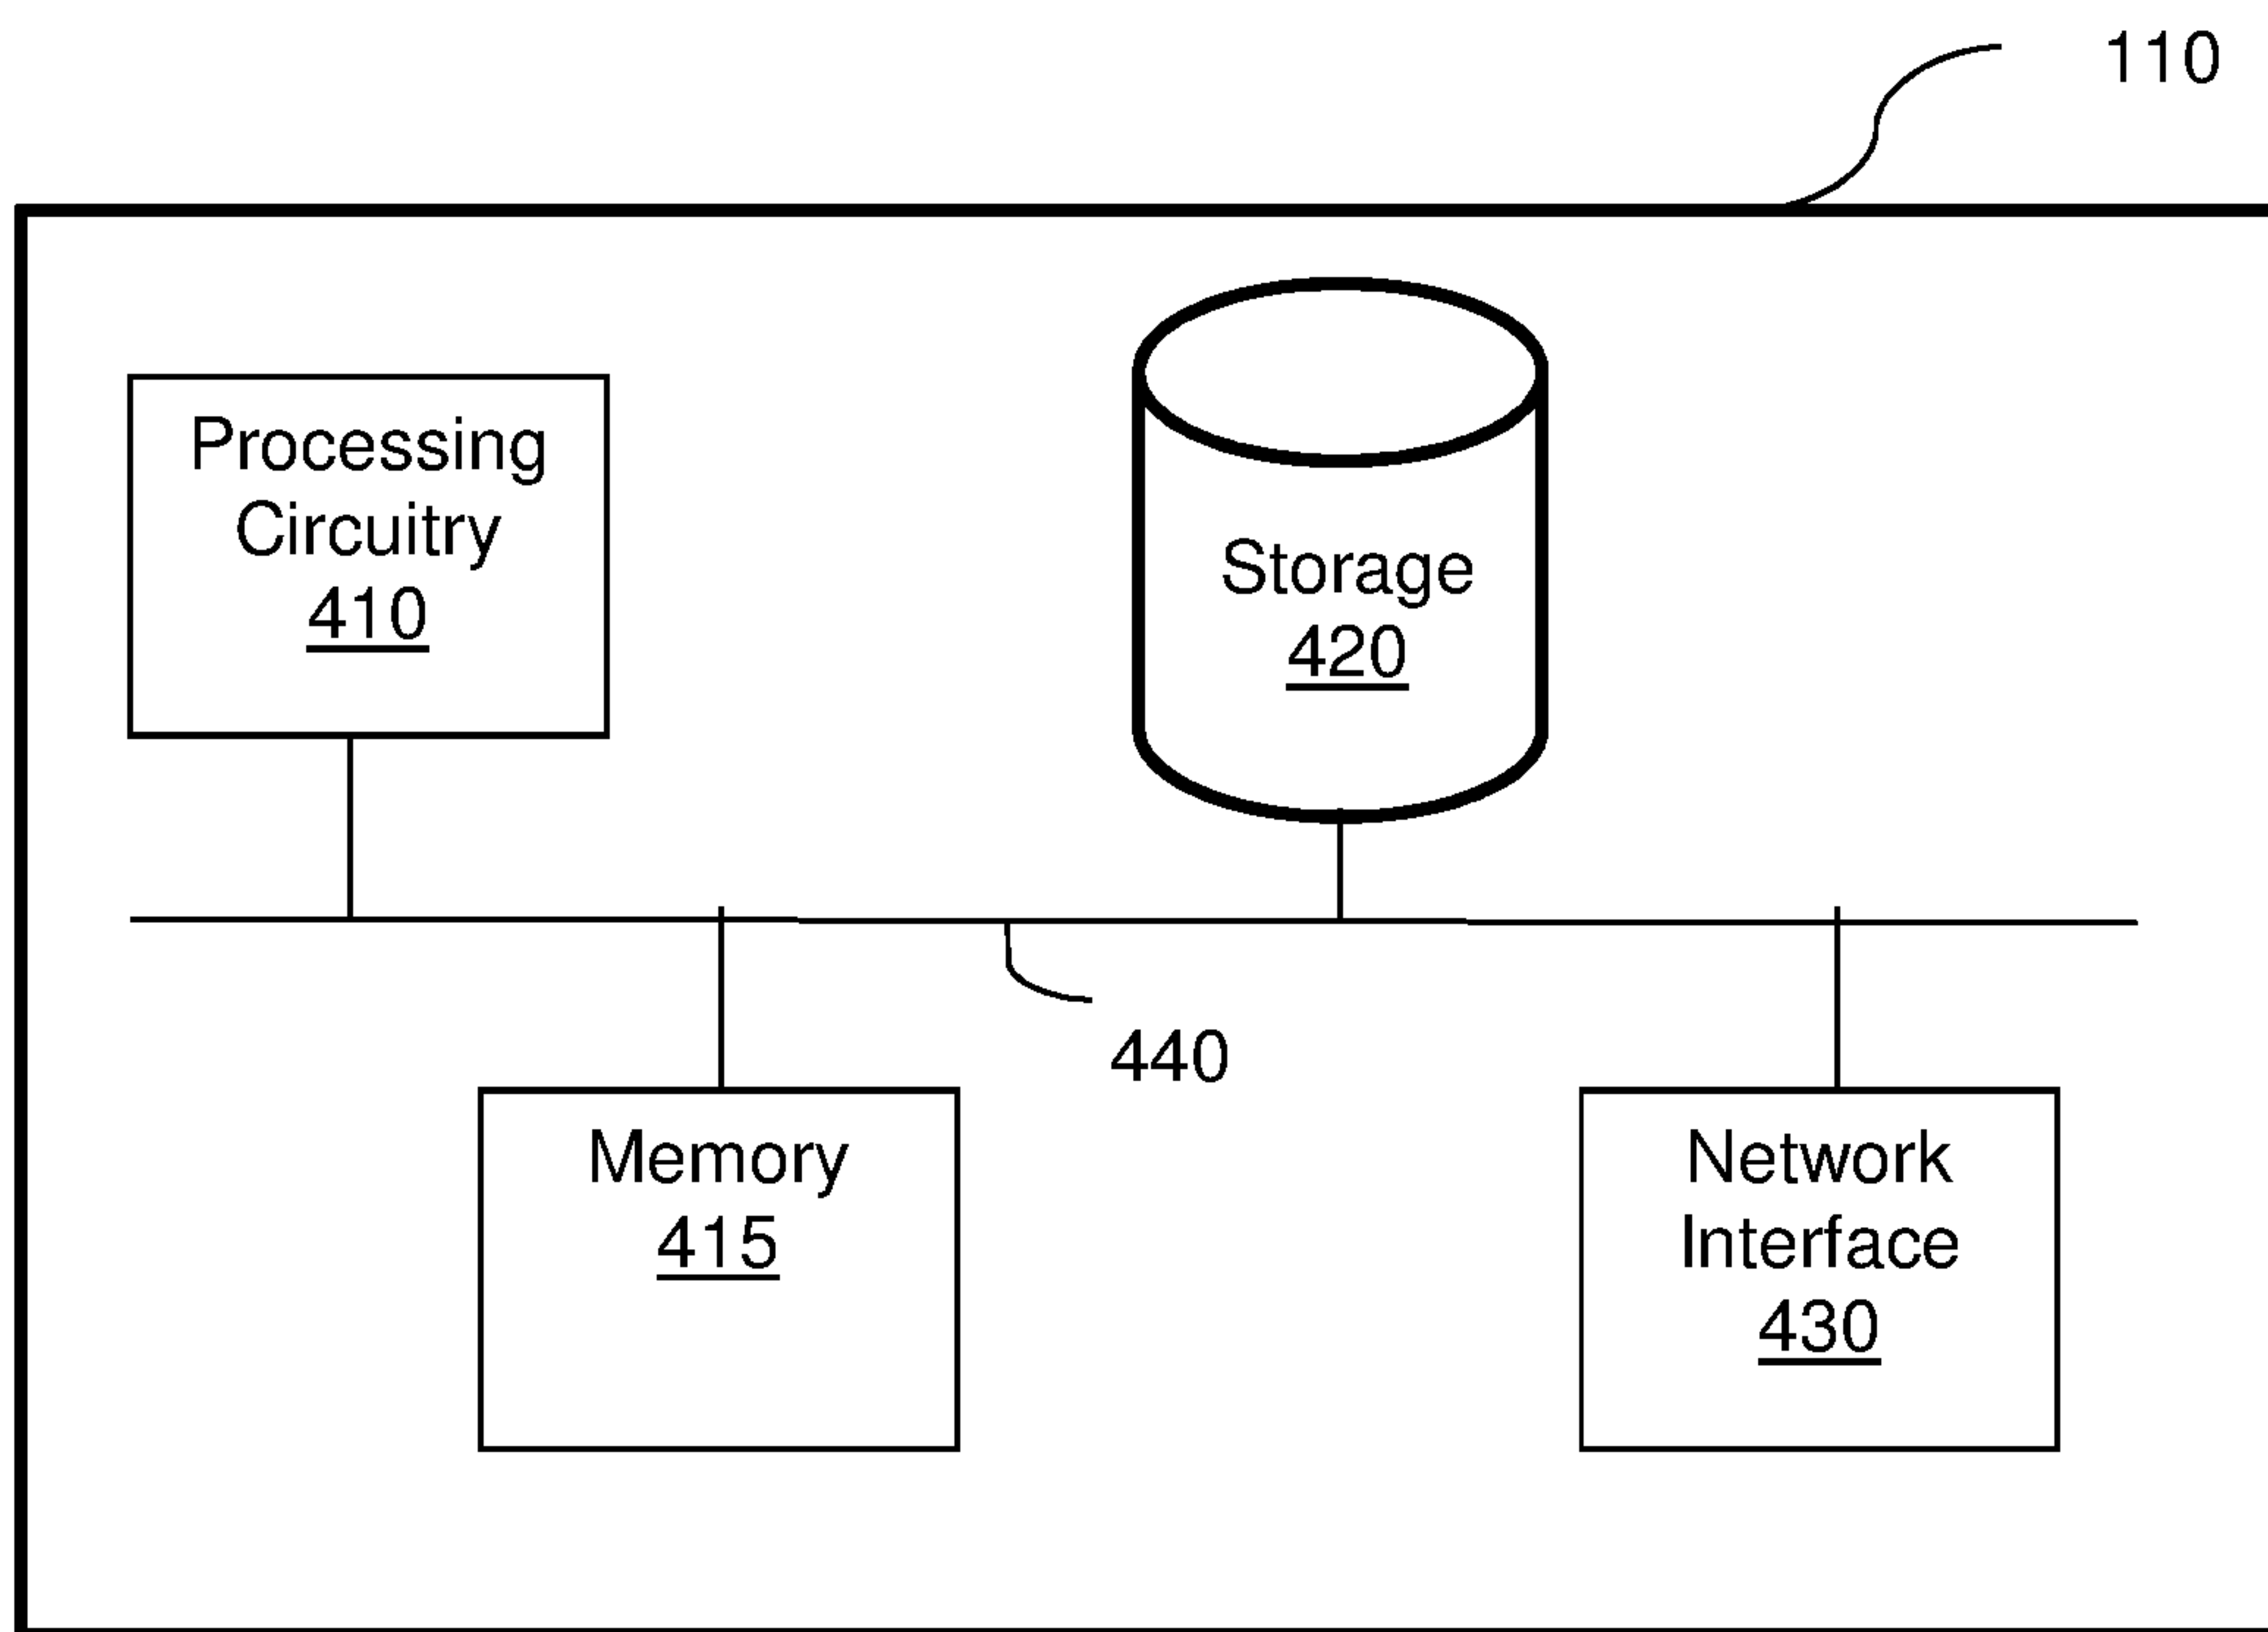 110
Processing
Circuitry
410
Storage
420
440
Memory
415
Network
Interface
430